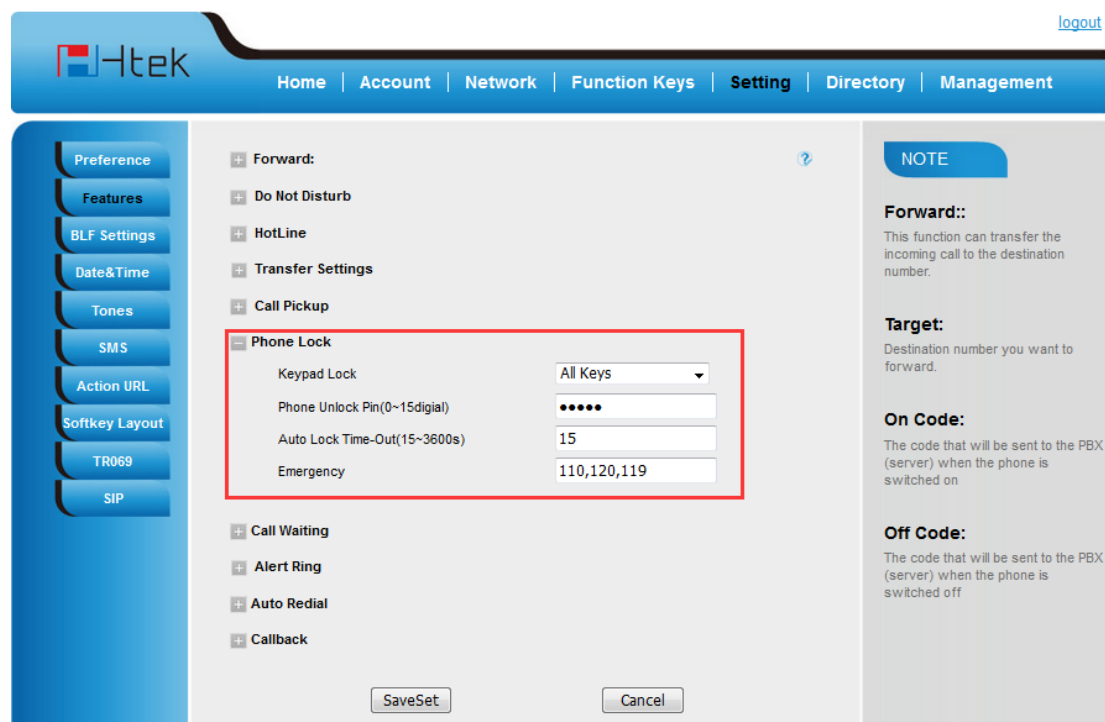 logout
Htek
Home Account Network Function Keys Setting Directory Management
Preference
Features
BLF Settings
Date&Time
Tones
SMS
Action URL
Softkey Layout
TR069
SIP
Forward:
Do Not Disturb
HotLine
Transfer Settings
Call Pickup
Phone Lock
Keypad Lock All Keys
Phone Unlock Pin(0~15digial) •••••
Auto Lock Time-Out(15~3600s) 15
Emergency 110,120,119
Call Waiting
Alert Ring
Auto Redial
Callback
SaveSet Cancel
NOTE
Forward::
This function can transfer the
incoming call to the destination
number.
Target:
Destination number you want to
forward.
On Code:
The code that will be sent to the PBX
(server) when the phone is
switched on
Off Code:
The code that will be sent to the PBX
(server) when the phone is
switched off